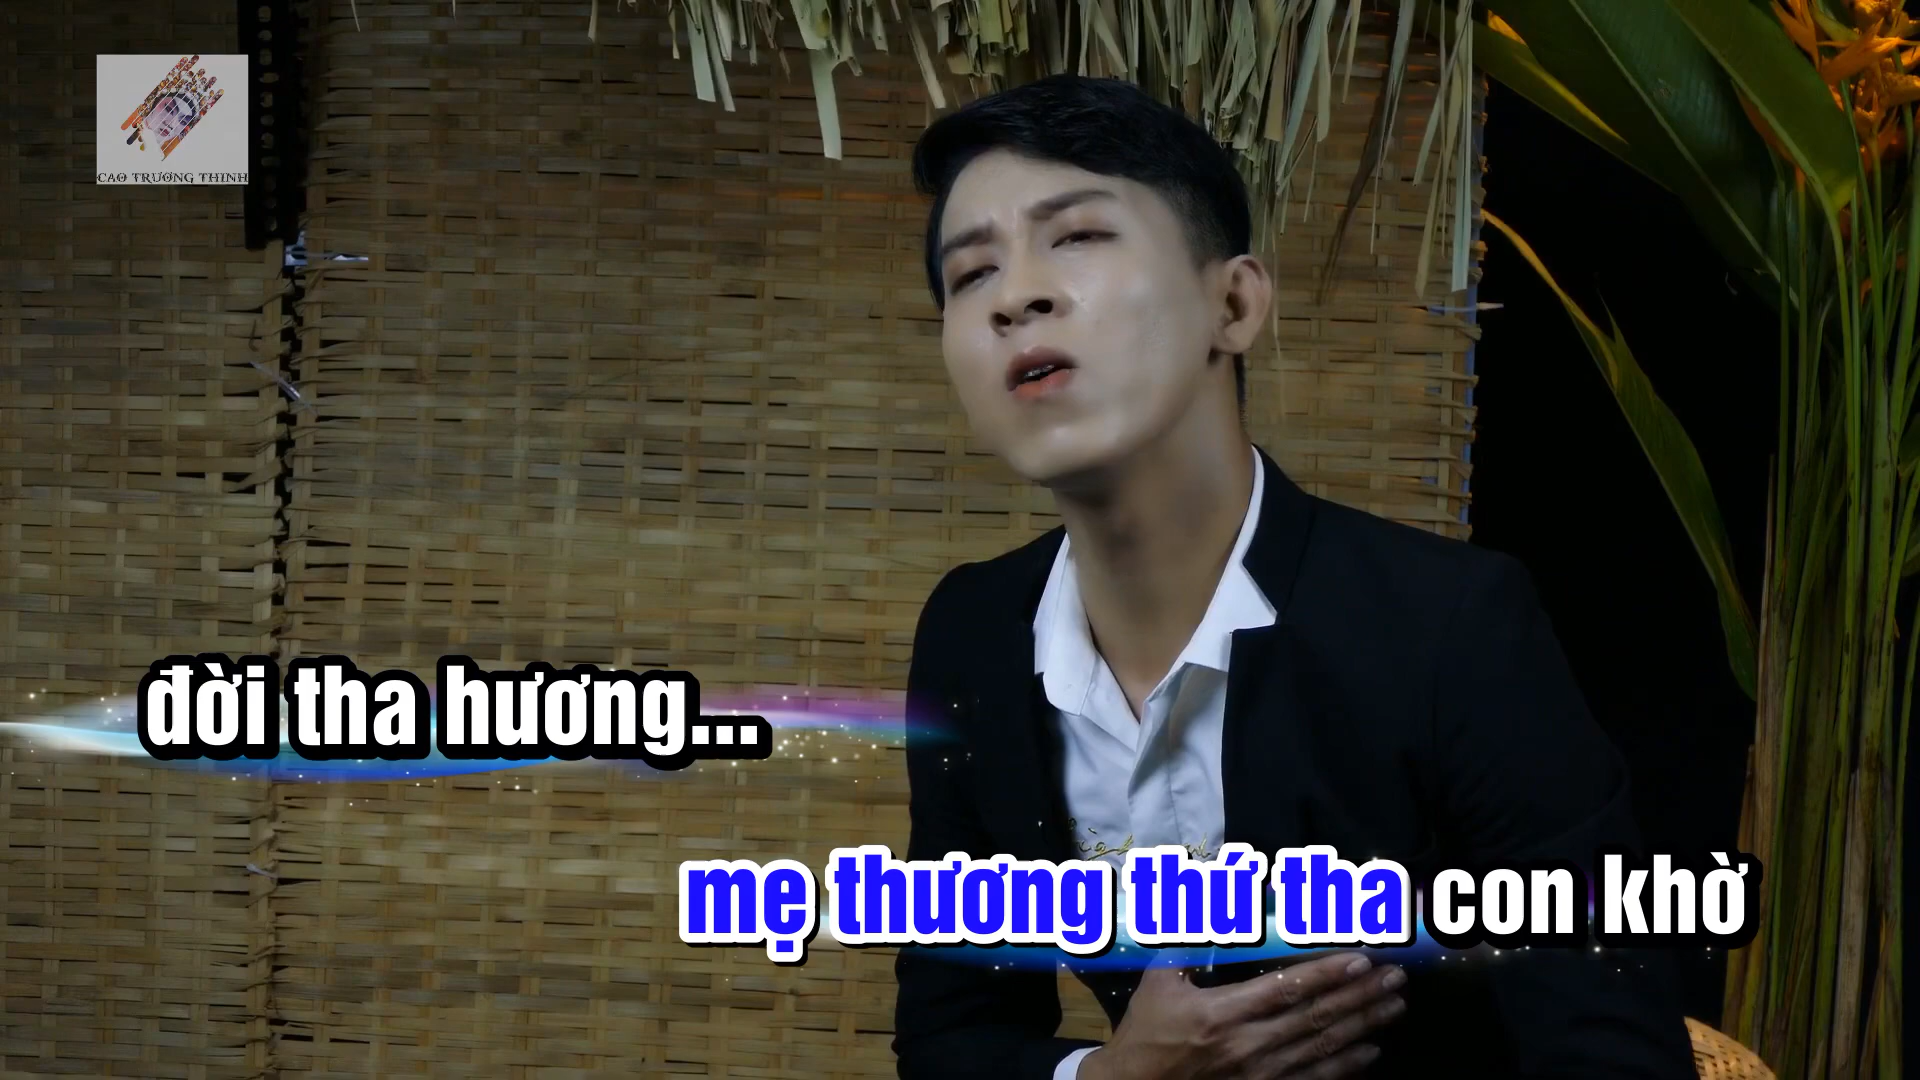 CAO TRƯỜNG THỊNH
đời tha hương...
mẹ thương thứ tha con khờ